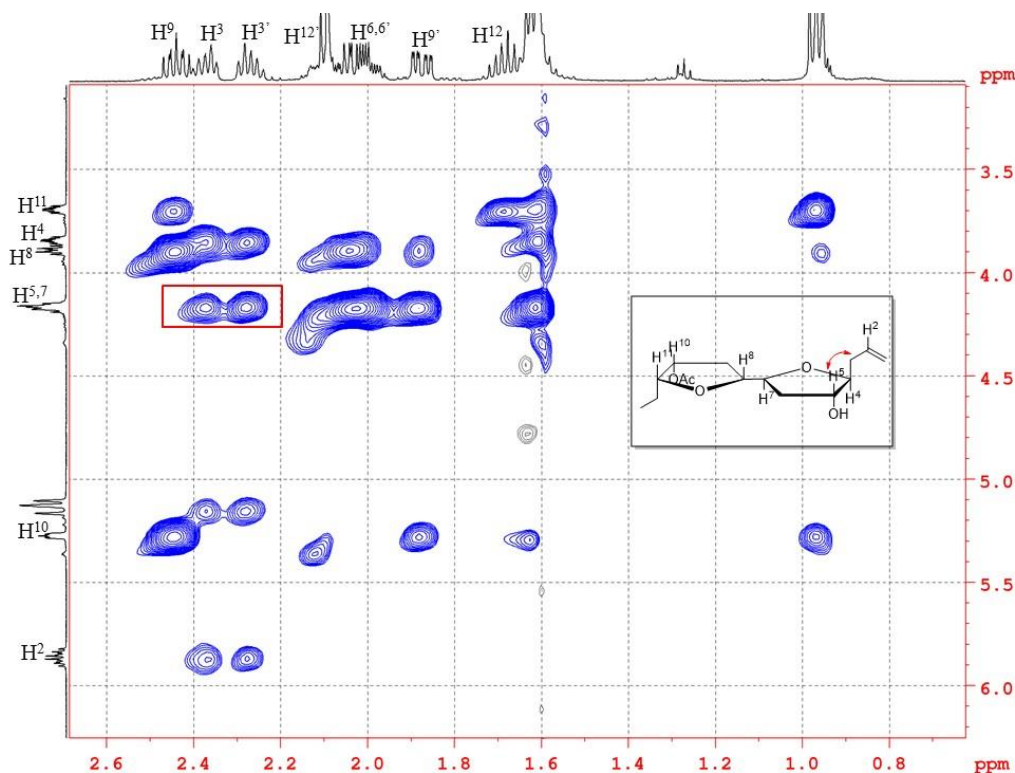 H9 H3 H3' H12' H6,6' H9' H12
ppm
3.5
H11
H4
H8
4.0
H5,7
H2
H10
H11
H8
O
H5
OAc
O
H7
H4
OH
4.5
5.0
H10
5.5
H2
6.0
2.6 2.4 2.2 2.0 1.8 1.6 1.4 1.2 1.0 0.8 ppm